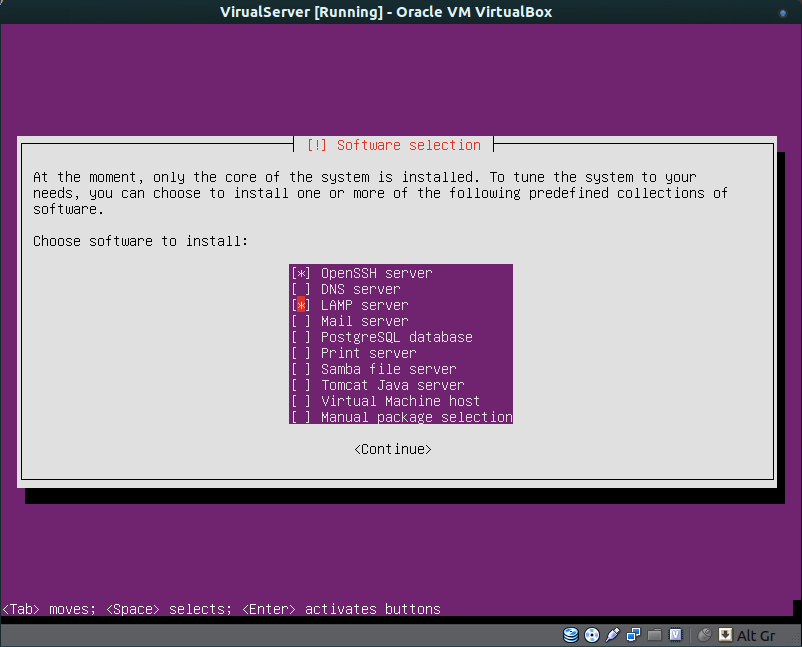 VirualServer [Running] - Oracle VM VirtualBox
[!] Software selection
At the moment, only the core of the system is installed. To tune the system to your
needs, you can choose to install one or more of the following predefined collections of
software.
Choose software to install:
[*] OpenSSH server
[ ] DNS server
[*] LAMP server
[ ] Mail server
[ ] PostgreSQL database
[ ] Print server
[ ] Samba file server
[ ] Tomcat Java server
[ ] Virtual Machine host
[ ] Manual package selection
<Continue>
<Tab> moves; <Space> selects; <Enter> activates buttons
Alt Gr